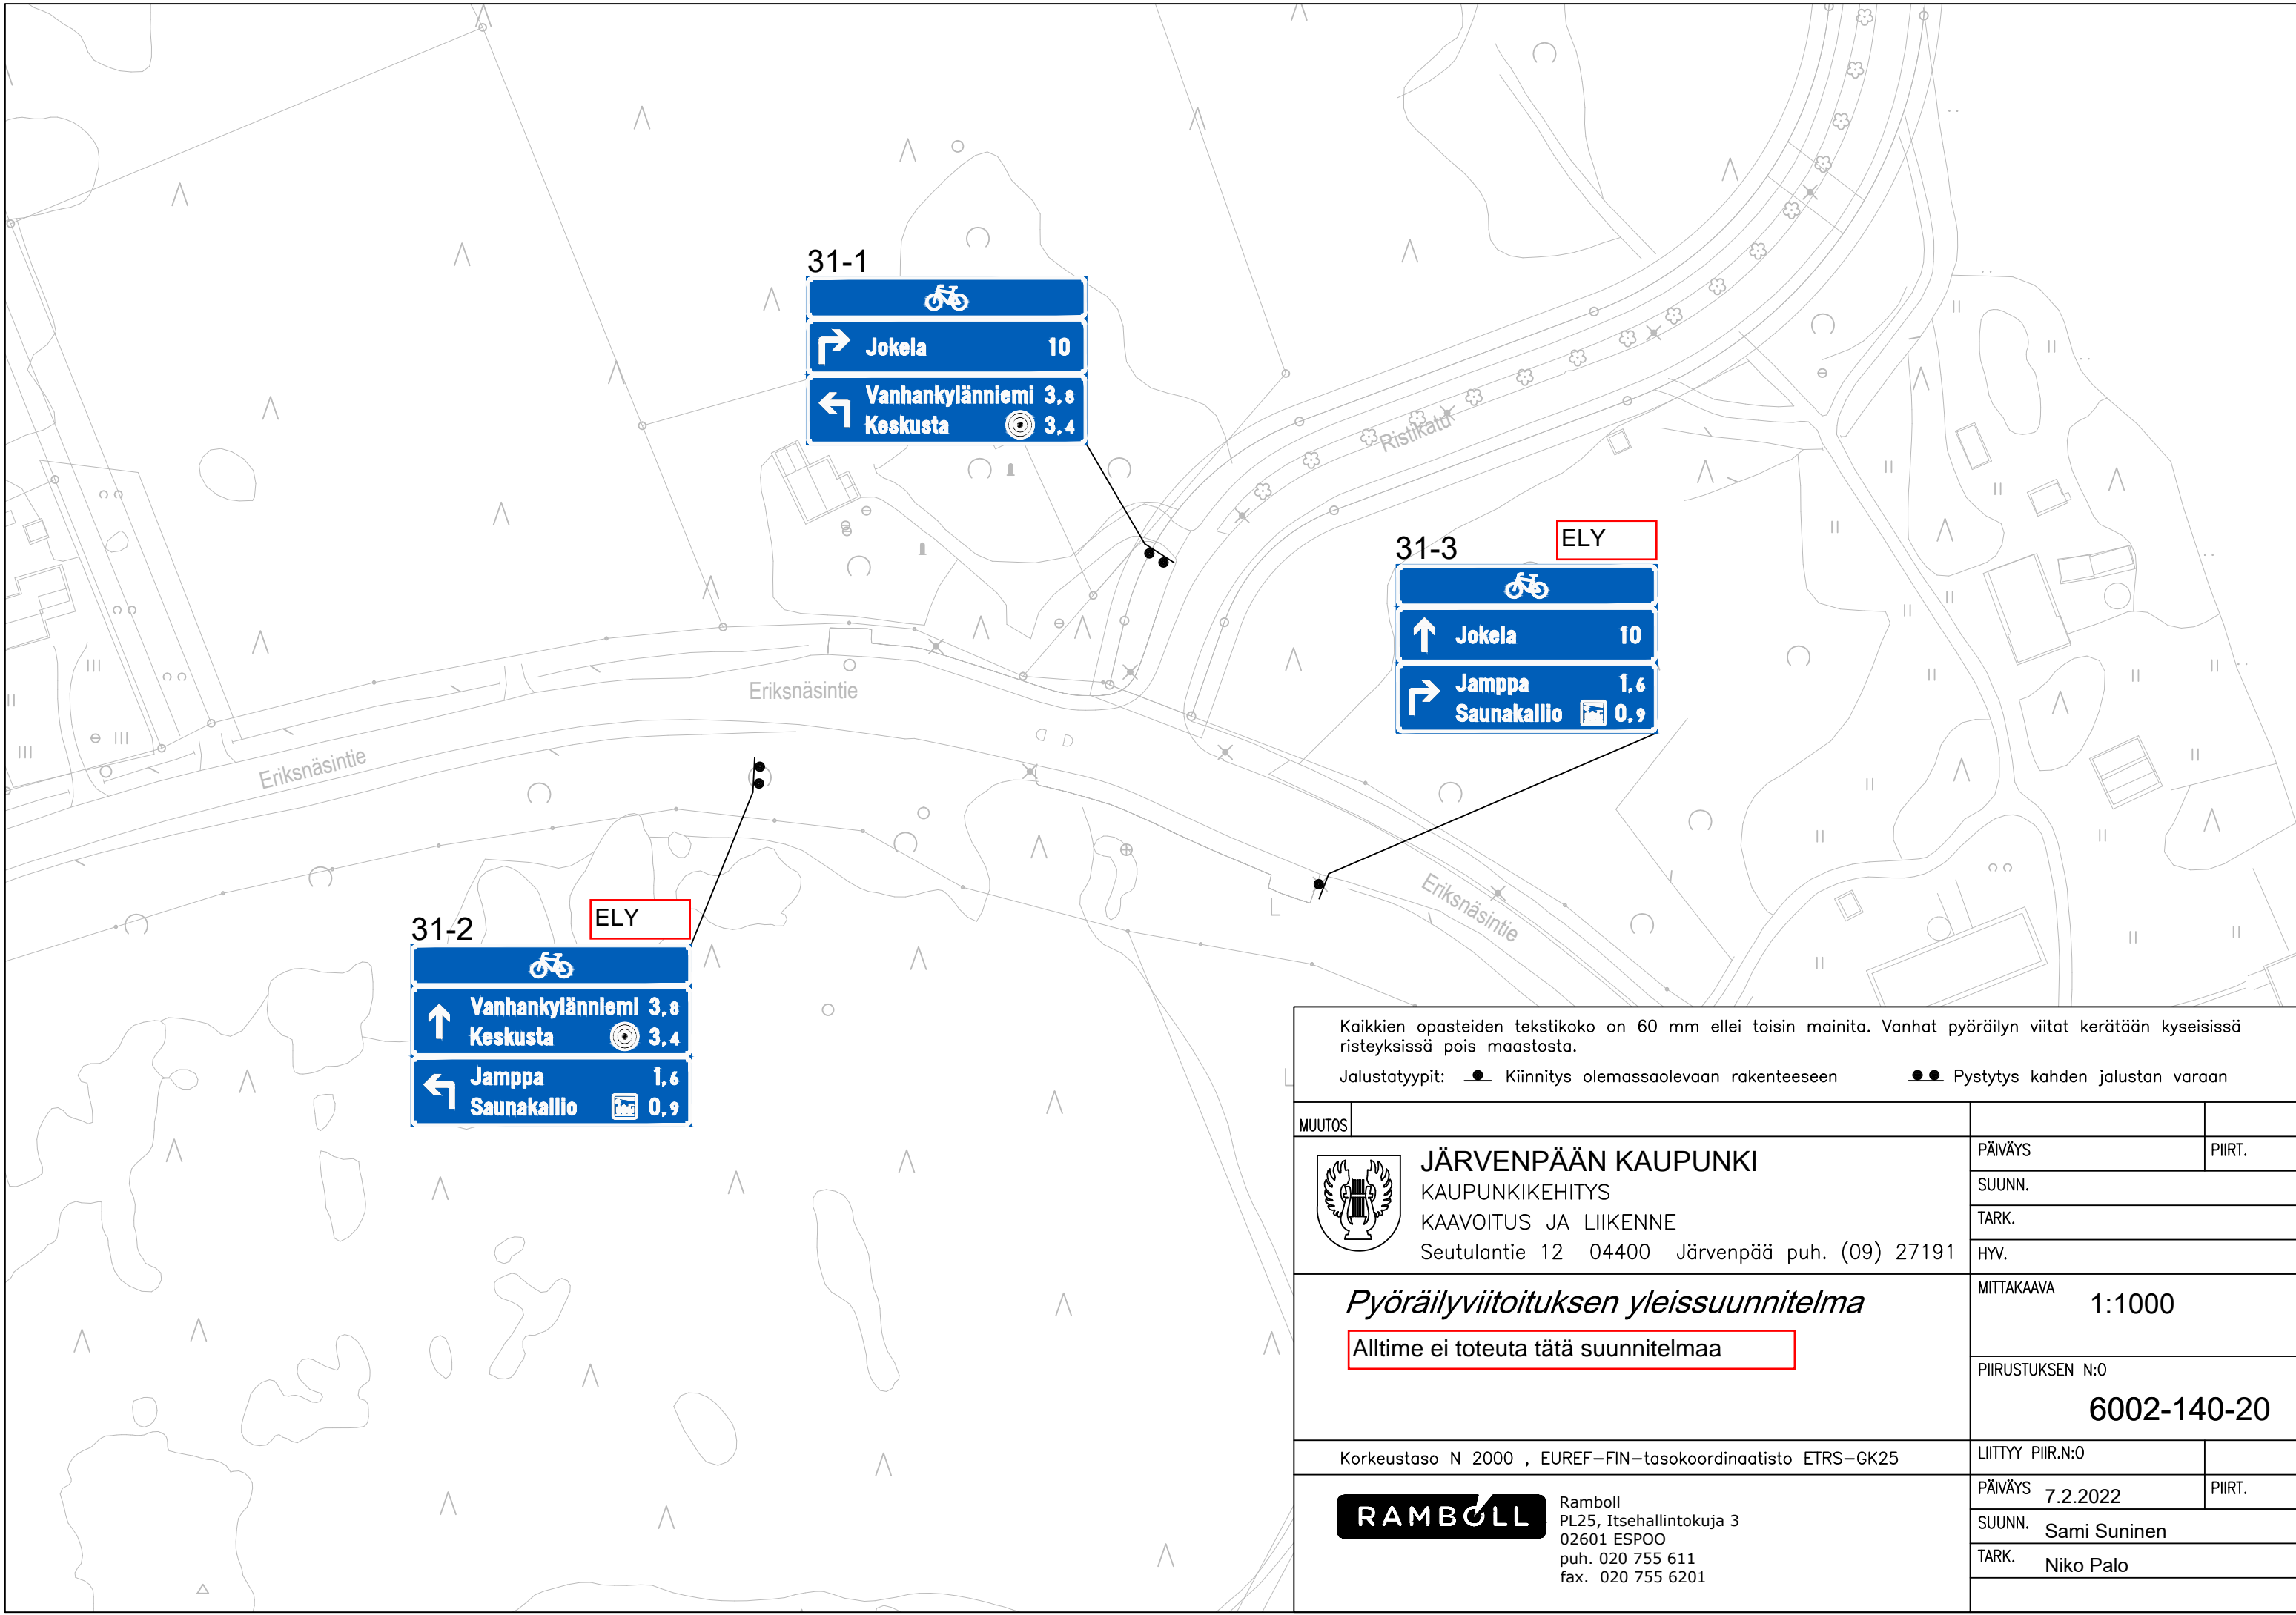 31-1
Jokela 10
Vanhankylänniemi 3,8
Keskusta 3,4
Ristikatu
31-3
ELY
Jokela 10
Jamppa 1,6
Saunakallio 0,9
Eriksnäsintie
Eriksnäsintie
Eriksnäsintie
31-2
ELY
Vanhankylänniemi 3,8
Keskusta 3,4
Jamppa 1,6
Saunakallio 0,9
Kaikkien opasteiden tekstikoko on 60 mm ellei toisin mainita. Vanhat pyöräilyn viitat kerätään kyseisissä
risteyksissä pois maastosta.
Jalustatyypit: Kiinnitys olemassaolevaan rakenteeseen Pystytys kahden jalustan varaan
MUUTOS
JÄRVENPÄÄN KAUPUNKI
KAUPUNKIKEHITYS
KAAVOITUS JA LIIKENNE
Seutulantie 12 04400 Järvenpää puh. (09) 27191
PÄIVÄYS PIIRT.
SUUNN.
TARK.
HYV.
Pyöräilyviitoituksen yleissuunnitelma
Alltime ei toteuta tätä suunnitelmaa
MITTAKAAVA
1:1000
PIIRUSTUKSEN N:O
6002-140-20
Korkeustaso N 2000 , EUREF-FIN-tasokoordinaatisto ETRS-GK25
LIITTYY PIIR.N:O
RAMBOLL
Ramboll
PL25, Itsehallintokuja 3
02601 ESPOO
puh. 020 755 611
fax. 020 755 6201
PÄIVÄYS 7.2.2022 PIIRT.
SUUNN. Sami Suninen
TARK. Niko Palo